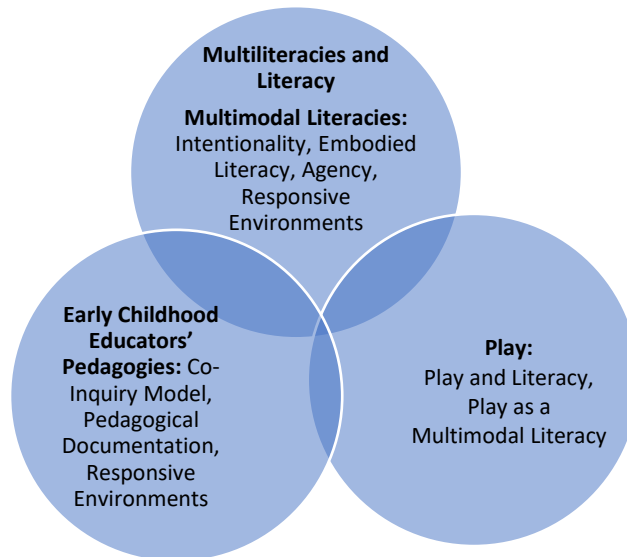 Multiliteracies and
Literacy
Multimodal Literacies:
Intentionality, Embodied
Literacy, Agency,
Responsive
Environments
Early Childhood
Educators’
Pedagogies: Co-
Inquiry Model,
Pedagogical
Documentation,
Responsive
Environments
Play:
Play and Literacy,
Play as a
Multimodal Literacy